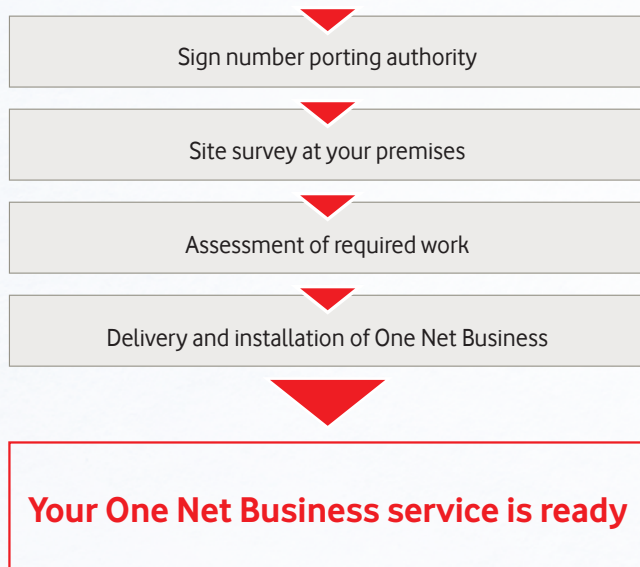 Sign number porting authority
Site survey at your premises
Assessment of required work
Delivery and installation of One Net Business
Your One Net Business service is ready